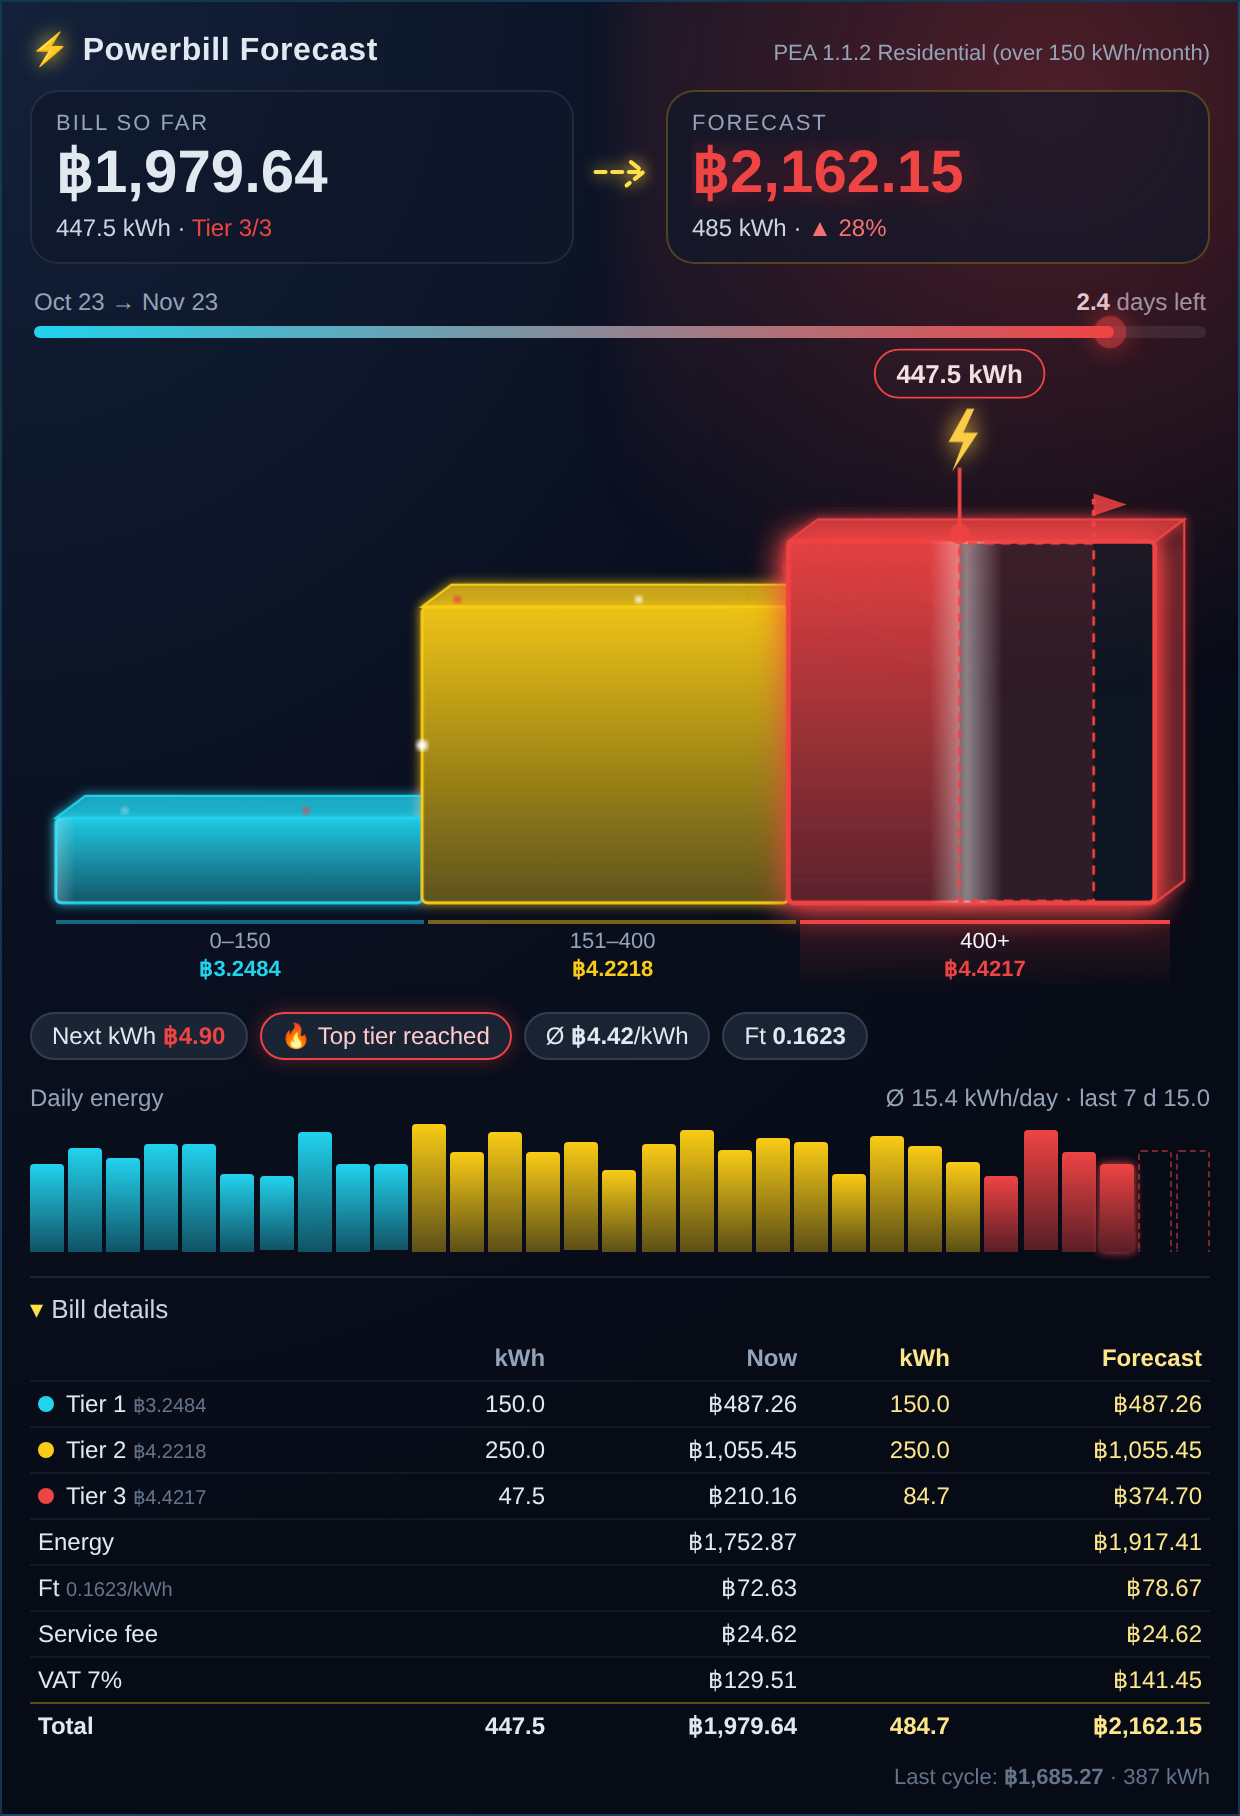 ⚡ Powerbill Forecast
PEA 1.1.2 Residential (over 150 kWh/month)
BILL SO FAR
฿1,979.64
447.5 kWh · Tier 3/3
FORECAST
฿2,162.15
485 kWh · ▲ 28%
Oct 23 → Nov 23
2.4 days left
447.5 kWh
0–150
฿3.2484
151–400
฿4.2218
400+
฿4.4217
Next kWh ฿4.90
🔥 Top tier reached
Ø ฿4.42/kWh
Ft 0.1623
Daily energy
Ø 15.4 kWh/day · last 7 d 15.0
▾ Bill details
kWh Now kWh Forecast
Tier 1 ฿3.2484 150.0 ฿487.26 150.0 ฿487.26
Tier 2 ฿4.2218 250.0 ฿1,055.45 250.0 ฿1,055.45
Tier 3 ฿4.4217 47.5 ฿210.16 84.7 ฿374.70
Energy ฿1,752.87 ฿1,917.41
Ft 0.1623/kWh ฿72.63 ฿78.67
Service fee ฿24.62 ฿24.62
VAT 7% ฿129.51 ฿141.45
Total 447.5 ฿1,979.64 484.7 ฿2,162.15
Last cycle: ฿1,685.27 · 387 kWh